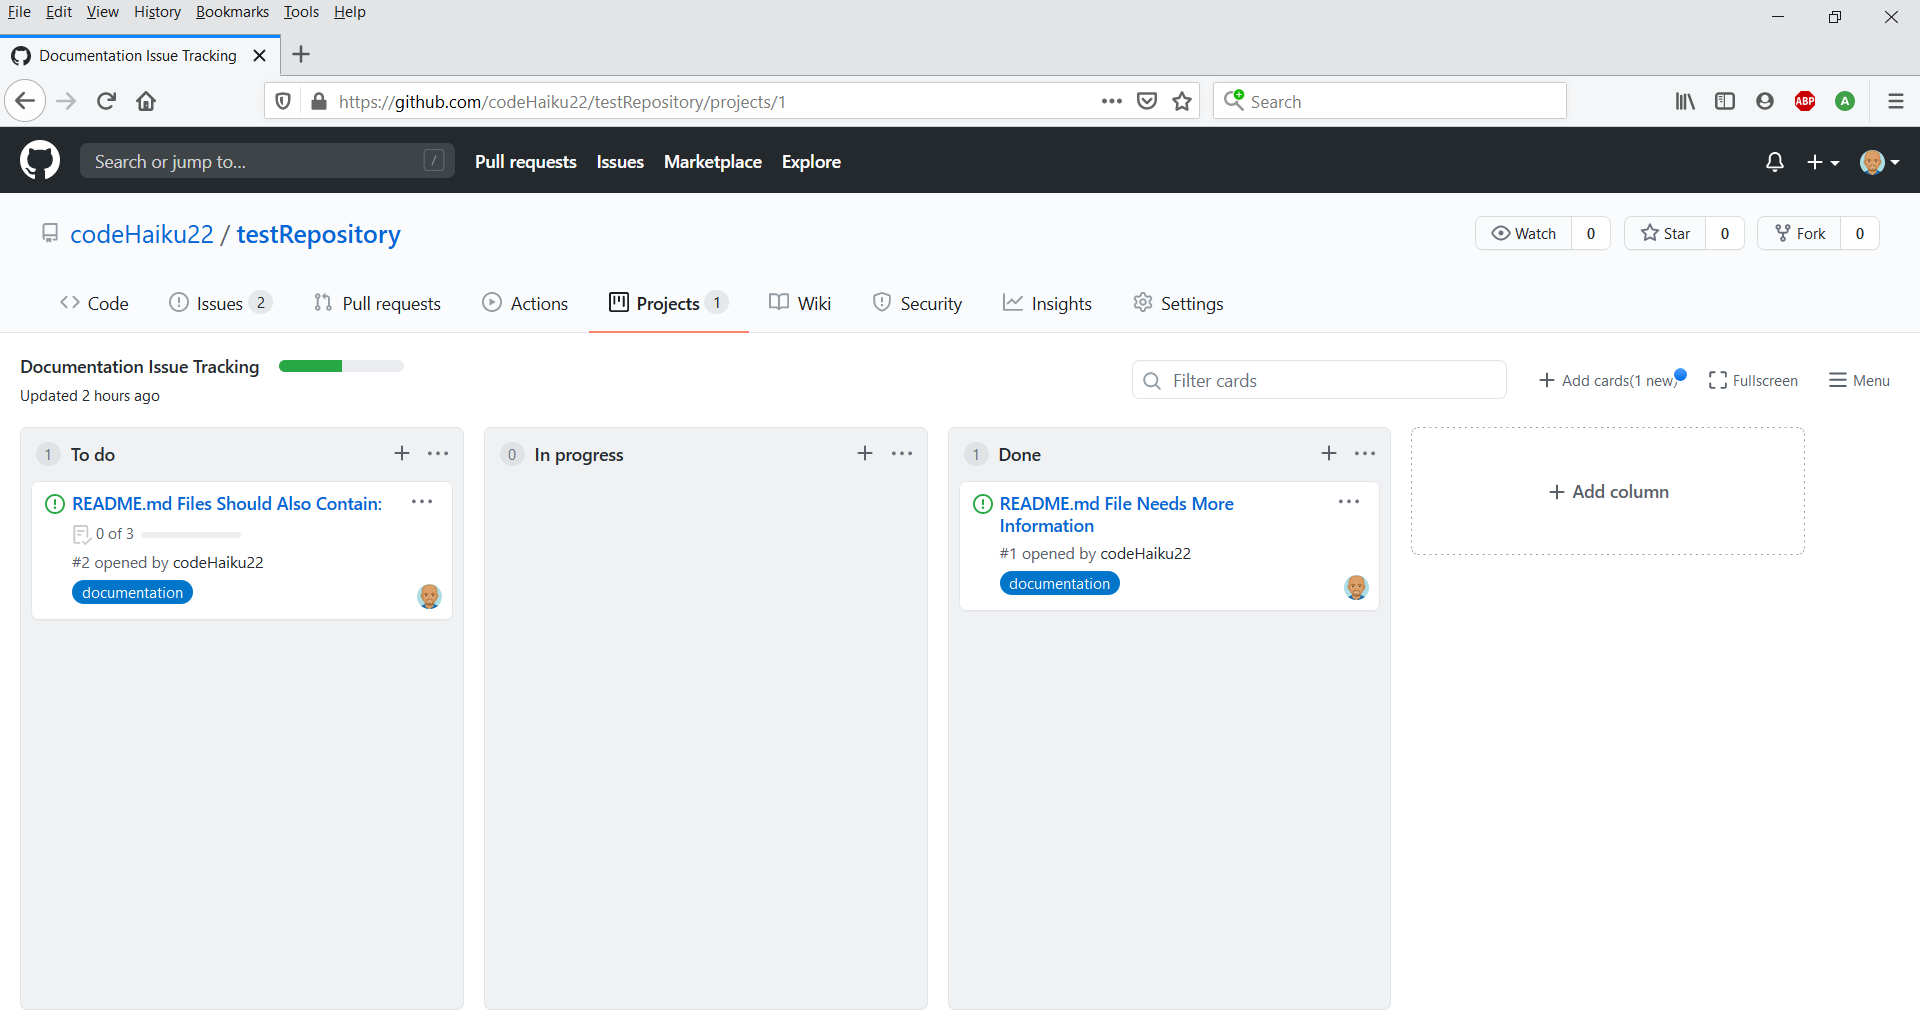 File Edit View History Bookmarks Tools Help
Documentation Issue Tracking
https://github.com/codeHaiku22/testRepository/projects/1
Search
ABP
A
Search or jump to...
/
Pull requests Issues Marketplace Explore
codeHaiku22 / testRepository
Watch 0
Star 0
Fork 0
Code
Issues 2
Pull requests
Actions
Projects 1
Wiki
Security
Insights
Settings
Documentation Issue Tracking
Updated 2 hours ago
Filter cards
Add cards(1 new)
Fullscreen
Menu
1 To do
README.md Files Should Also Contain:
0 of 3
#2 opened by codeHaiku22
documentation
0 In progress
1 Done
README.md File Needs More
Information
#1 opened by codeHaiku22
documentation
Add column